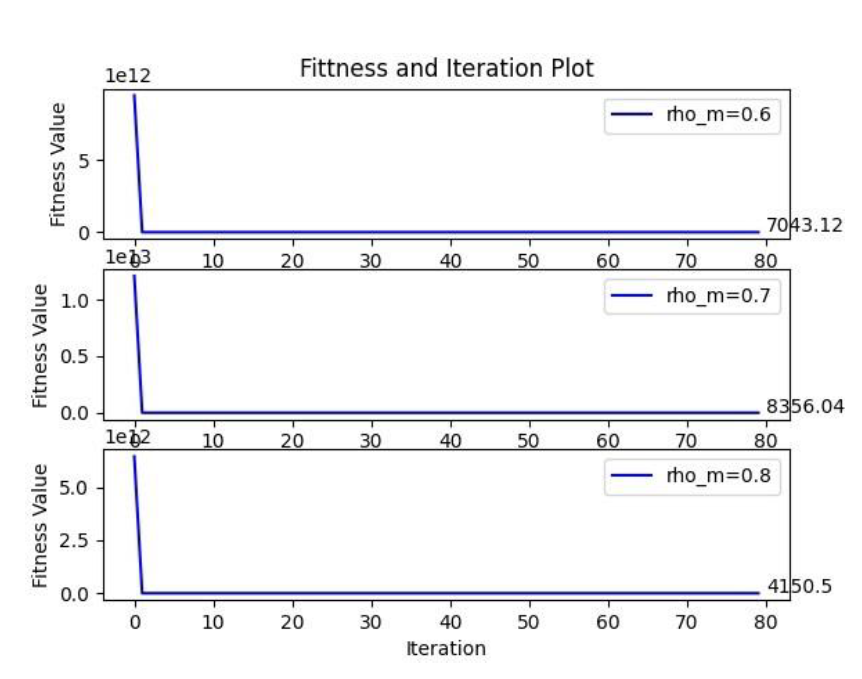 Fittness and Iteration Plot
1e12
Fitness Value
5
0
rho_m=0.6
7043.12
0 10 20 30 40 50 60 70 80
1e13
Fitness Value
1.0
0.5
0.0
rho_m=0.7
8356.04
0 10 20 30 40 50 60 70 80
1e12
Fitness Value
5.0
2.5
0.0
rho_m=0.8
4150.5
0 10 20 30 40 50 60 70 80
Iteration